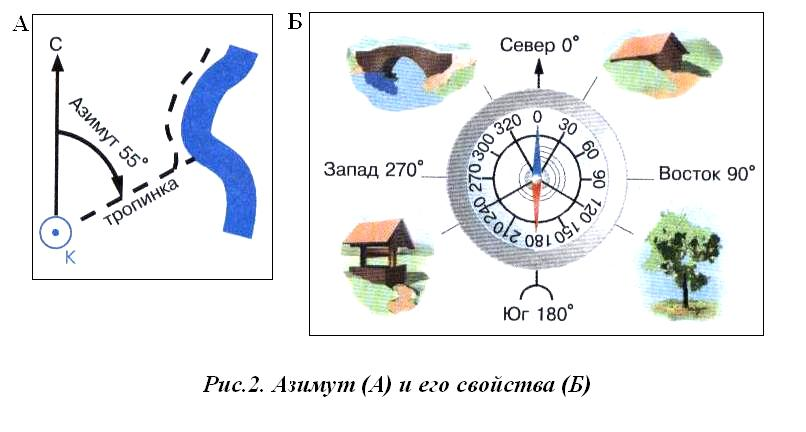 А
С
Азимут 55°
тропинка
К
Б
Север 0°
Запад 270°
Восток 90°
Юг 180°
0
30
60
90
120
150
180
210
240
270
300
320
Рис.2. Азимут (А) и его свойства (Б)